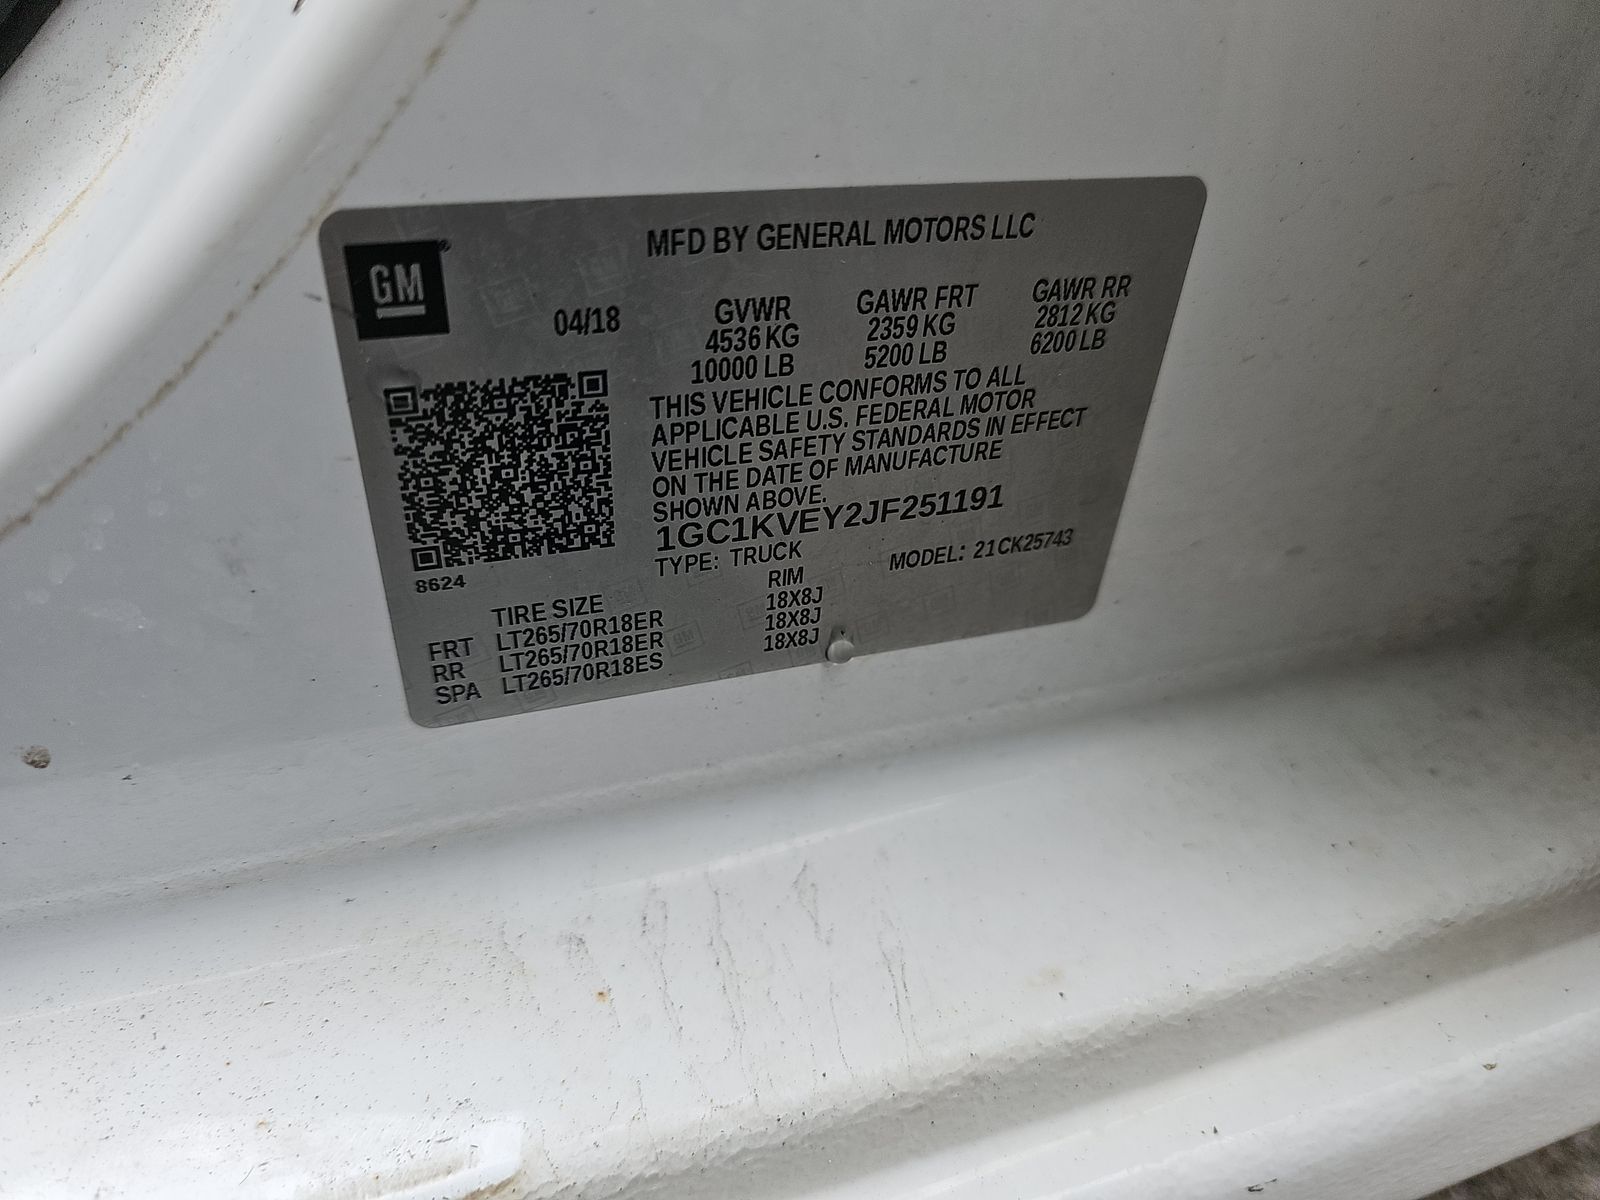 MFD BY GENERAL MOTORS LLC
GM®
04/18
GVWR GAWR FRT GAWR RR
4536 KG 2359 KG 2812 KG
10000 LB 5200 LB 6200 LB
THIS VEHICLE CONFORMS TO ALL
APPLICABLE U.S. FEDERAL MOTOR
VEHICLE SAFETY STANDARDS IN EFFECT
ON THE DATE OF MANUFACTURE
SHOWN ABOVE.
1GC1KVEY2JF251191
TYPE: TRUCK MODEL: 21CK25743
8624
TIRE SIZE RIM
FRT LT265/70R18ER 18X8J
RR LT265/70R18ER 18X8J
SPA LT265/70R18ES 18X8J